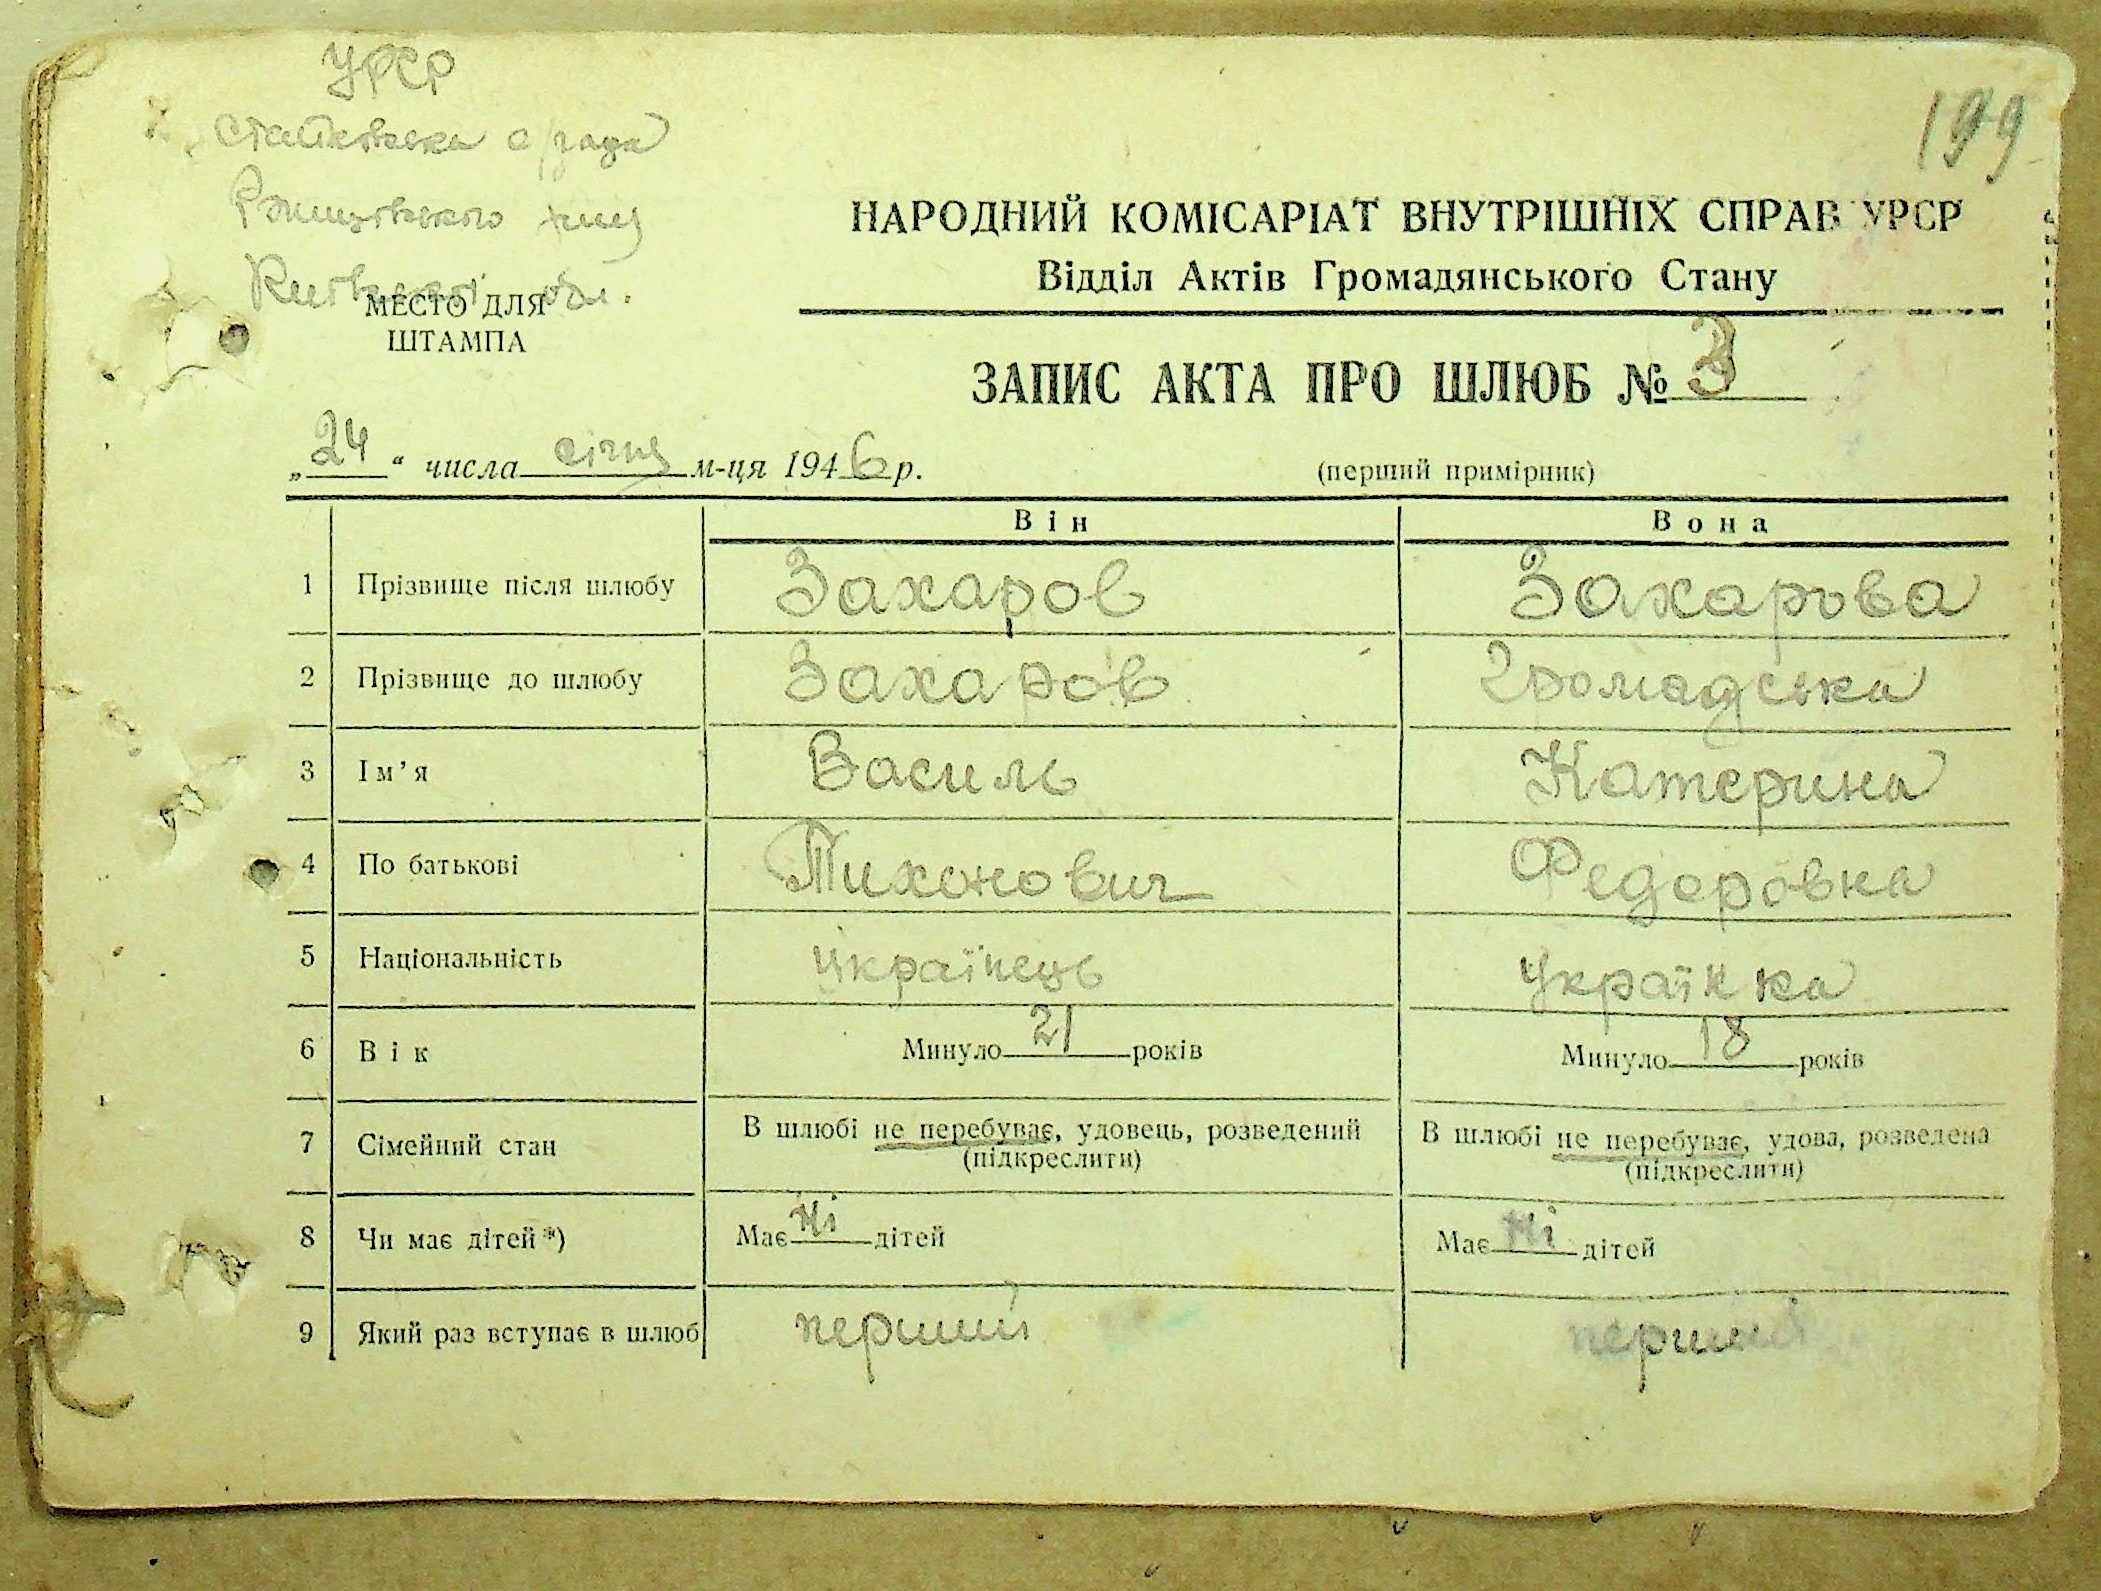 УРСР
199
с/рада
Ржищівського
НАРОДНИЙ КОМІСАРІАТ ВНУТРІШНІХ СПРАВ УРСР
Відділ Актів Громадянського Стану
Київської обл.
МЕСТО ДЛЯ
ШТАМПА
ЗАПИС АКТА ПРО ШЛЮБ № 3
„24“ числа січня м-ця 1946 р.
(перший примірник)
Він Вона
1 Прізвище після шлюбу Захаров Захарова
2 Прізвище до шлюбу Захаров Громадська
3 Ім’я Василь Катерина
4 По батькові Тихонович Федоровна
5 Національність українець українка
6 Вік Минуло 21 років Минуло 18 років
7 Сімейний стан В шлюбі не перебуває, удовець, розведений В шлюбі не перебуває, удова, розведена
(підкреслити) (підкреслити)
8 Чи має дітей*) Має ні дітей Має ні дітей
9 Який раз вступає в шлюб перший перший